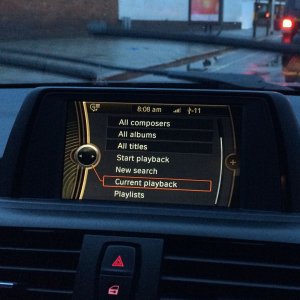 8:08 am
-11
All composers
All albums
All titles
Start playback
New search
Current playback
Playlists